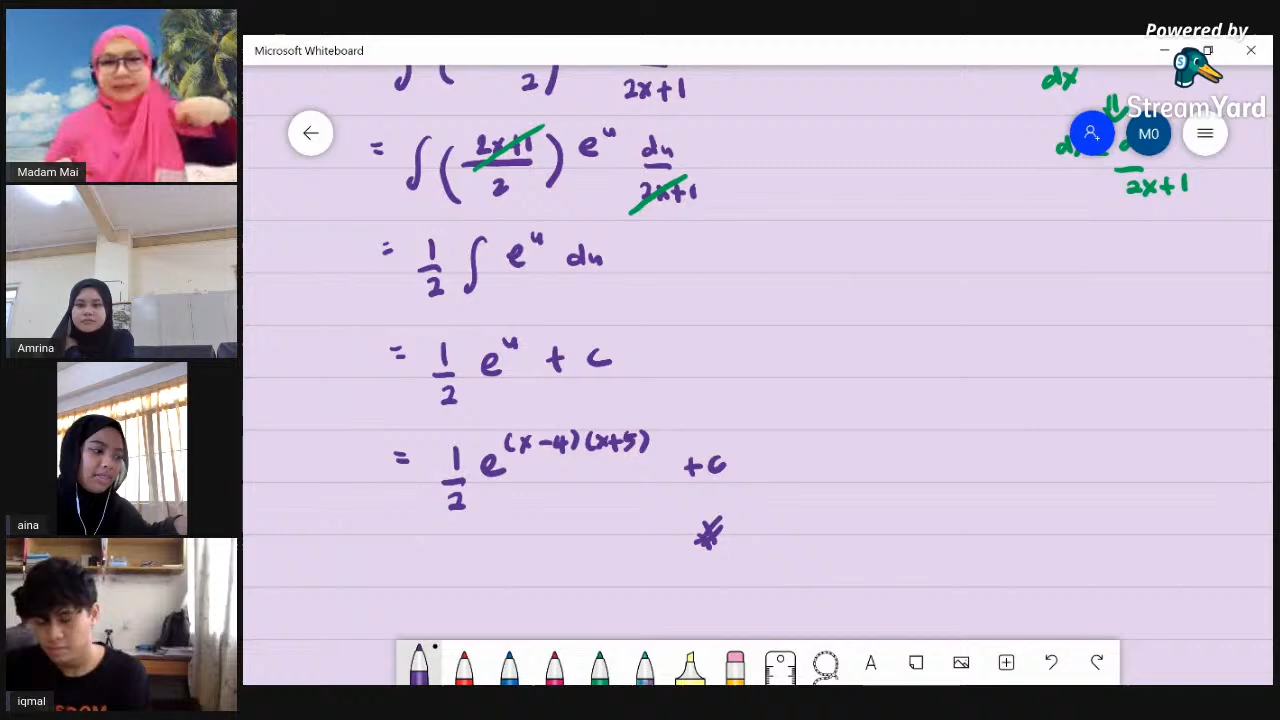 Powered by
StreamYard
Microsoft Whiteboard
∫ ( 2 ) 2x+1
dx
⇓
= ∫ ( 2x+1 / 2 ) e^u du / 2x+1
M0
2x+1
= 1/2 ∫ e^u du
= 1/2 e^u + c
= 1/2 e^(x-4)(x+5) + c
Madam Mai
Amrina
aina
iqmal
A